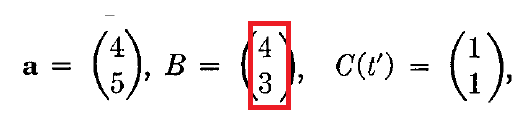 a = (4 5), B = (4 3), C(t′) = (1 1),